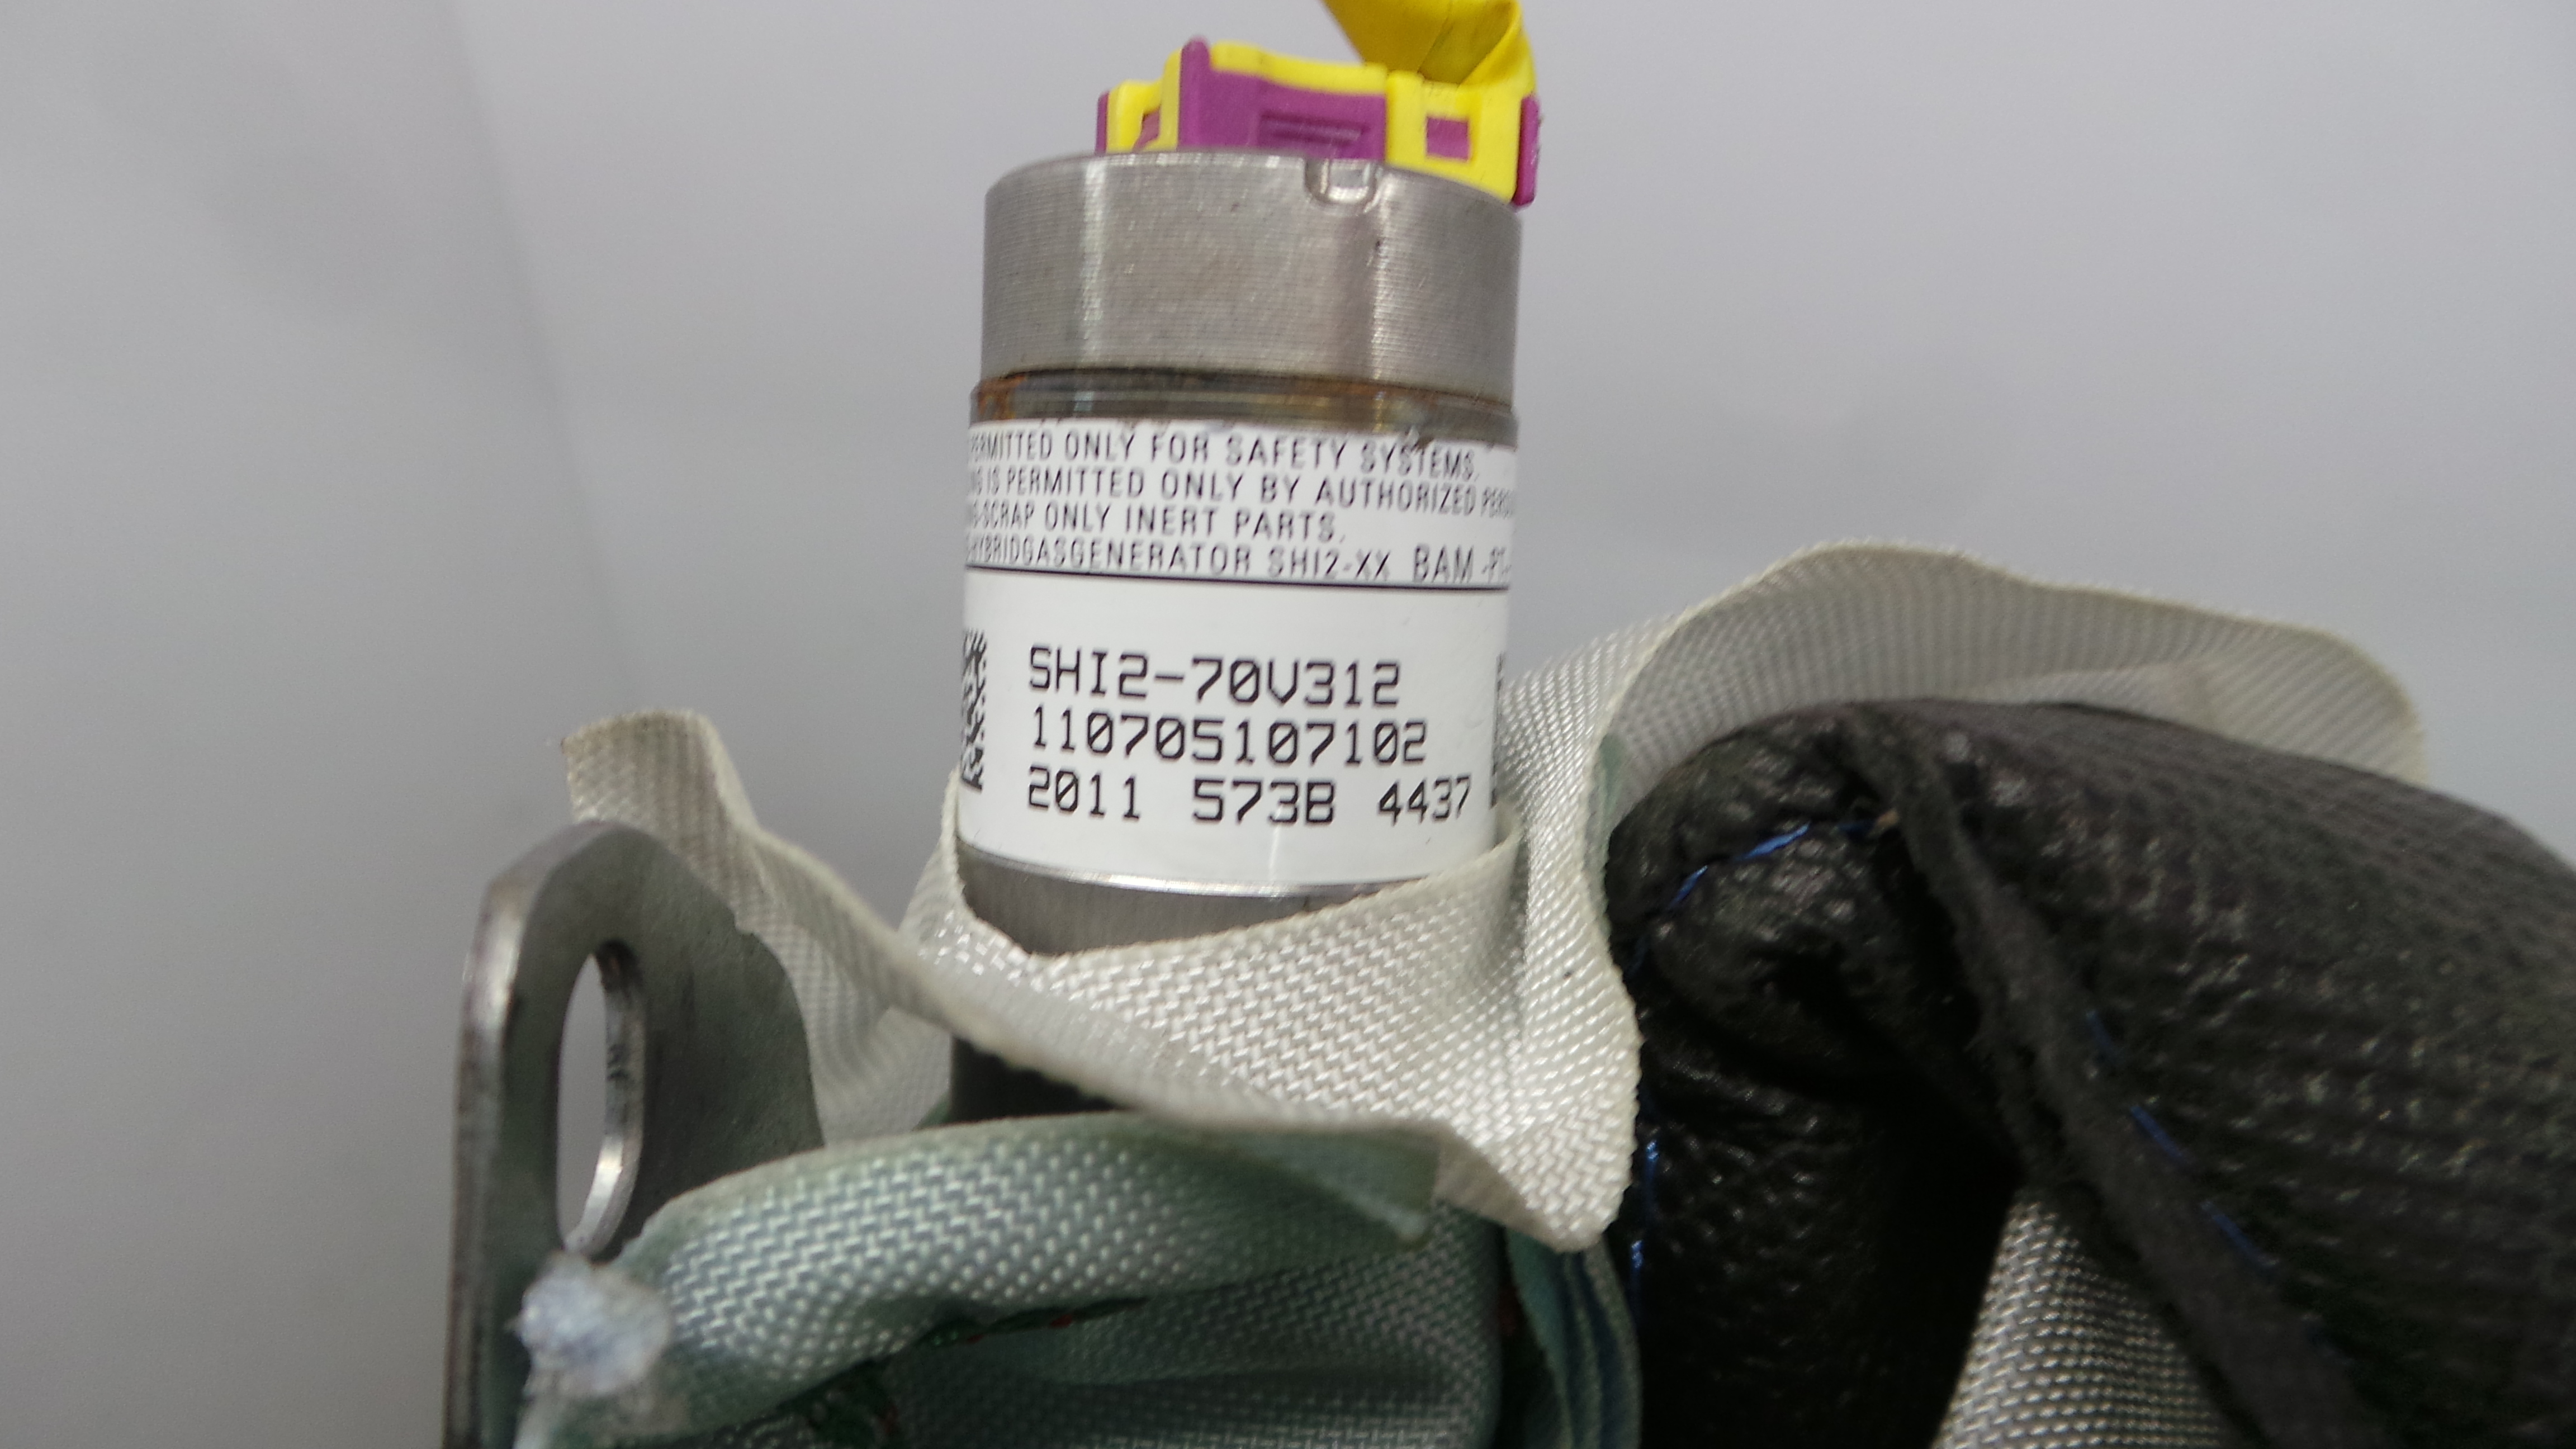 PERMITTED ONLY FOR SAFETY SYSTEMS.
IS PERMITTED ONLY BY AUTHORIZED
-SCRAP ONLY INERT PARTS.
-HYBRIDGASGENERATOR SHI2-XX BAM -PT-
SHI2-70V312
110705107102
2011 573B 4437